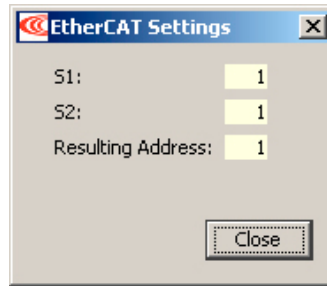 EtherCAT Settings
S1: 1
S2: 1
Resulting Address: 1
Close